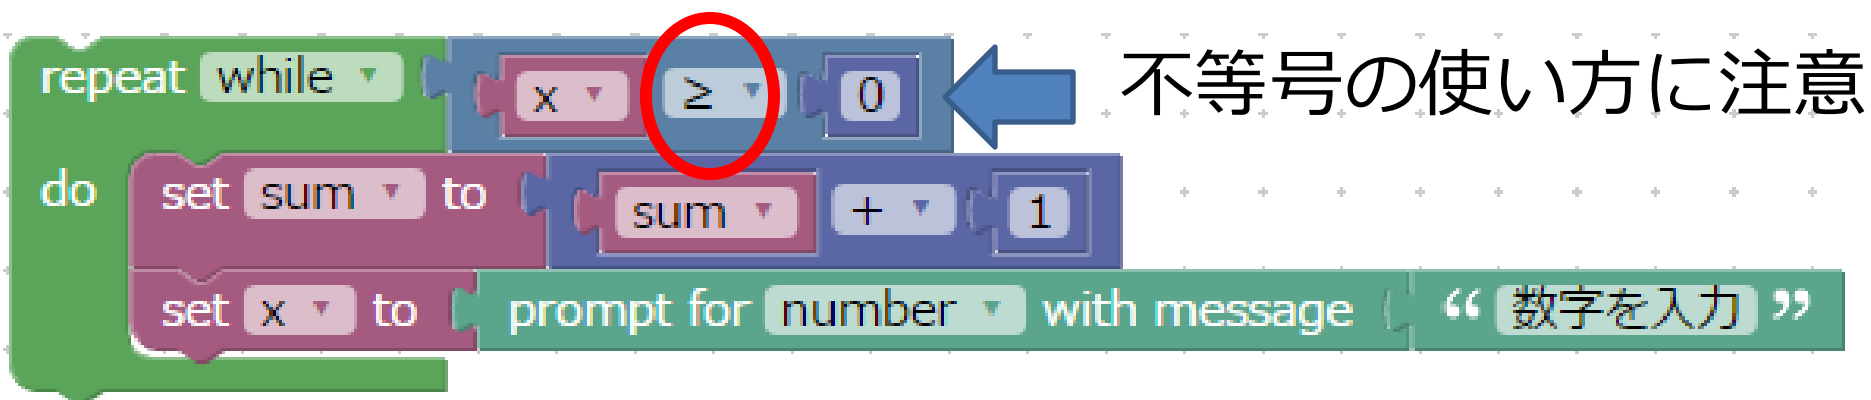 repeat while x ≥ 0 不等号の使い方に注意
do set sum to sum + 1
set x to prompt for number with message “ 数字を入力 ”